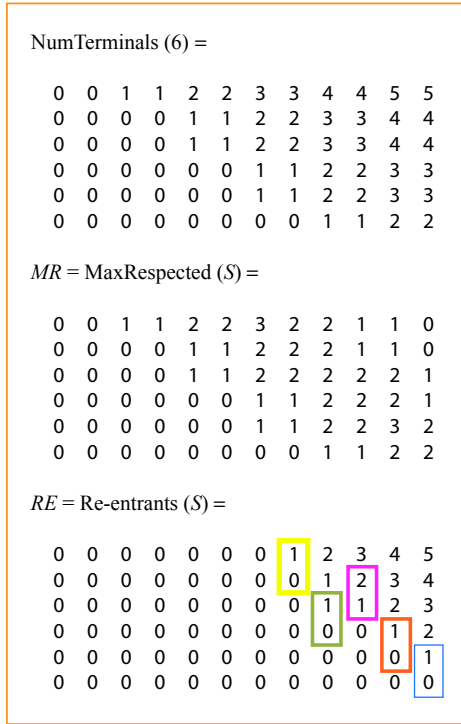 NumTerminals (6) =
0 0 1 1 2 2 3 3 4 4 5 5
0 0 0 0 1 1 2 2 3 3 4 4
0 0 0 0 1 1 2 2 3 3 4 4
0 0 0 0 0 0 1 1 2 2 3 3
0 0 0 0 0 0 1 1 2 2 3 3
0 0 0 0 0 0 0 0 1 1 2 2
MR = MaxRespected (S) =
0 0 1 1 2 2 3 2 2 1 1 0
0 0 0 0 1 1 2 2 2 1 1 0
0 0 0 0 1 1 2 2 2 2 2 1
0 0 0 0 0 0 1 1 2 2 2 1
0 0 0 0 0 0 1 1 2 2 3 2
0 0 0 0 0 0 0 0 1 1 2 2
RE = Re-entrants (S) =
0 0 0 0 0 0 0 1 2 3 4 5
0 0 0 0 0 0 0 0 1 2 3 4
0 0 0 0 0 0 0 0 1 1 2 3
0 0 0 0 0 0 0 0 0 0 1 2
0 0 0 0 0 0 0 0 0 0 0 1
0 0 0 0 0 0 0 0 0 0 0 0